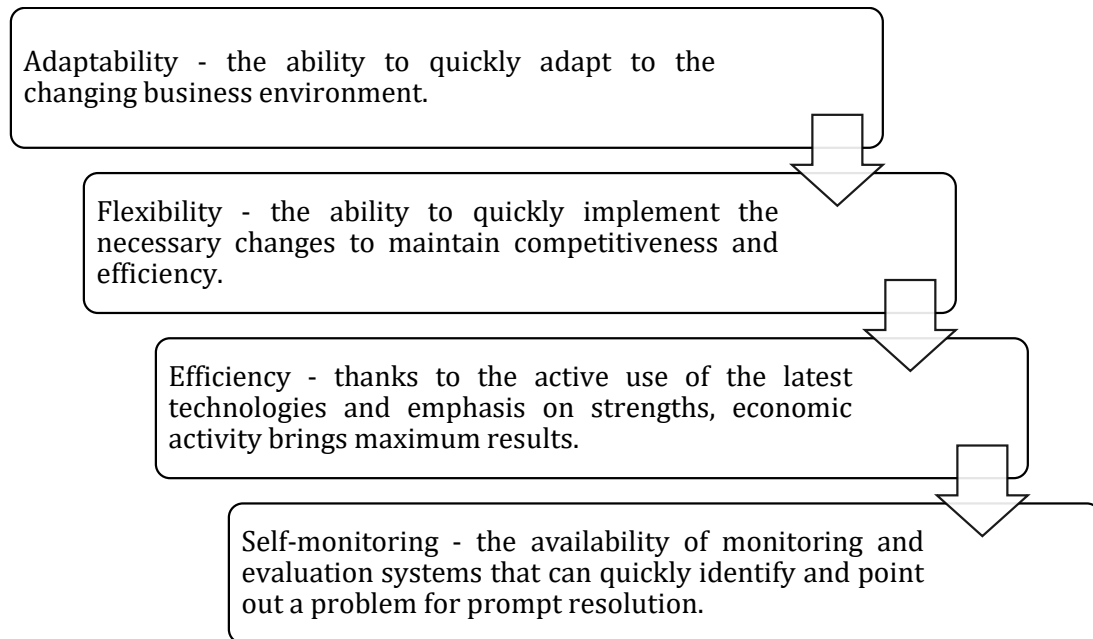 Adaptability - the ability to quickly adapt to the
changing business environment.
Flexibility - the ability to quickly implement the
necessary changes to maintain competitiveness and
efficiency.
Efficiency - thanks to the active use of the latest
technologies and emphasis on strengths, economic
activity brings maximum results.
Self-monitoring - the availability of monitoring and
evaluation systems that can quickly identify and point
out a problem for prompt resolution.